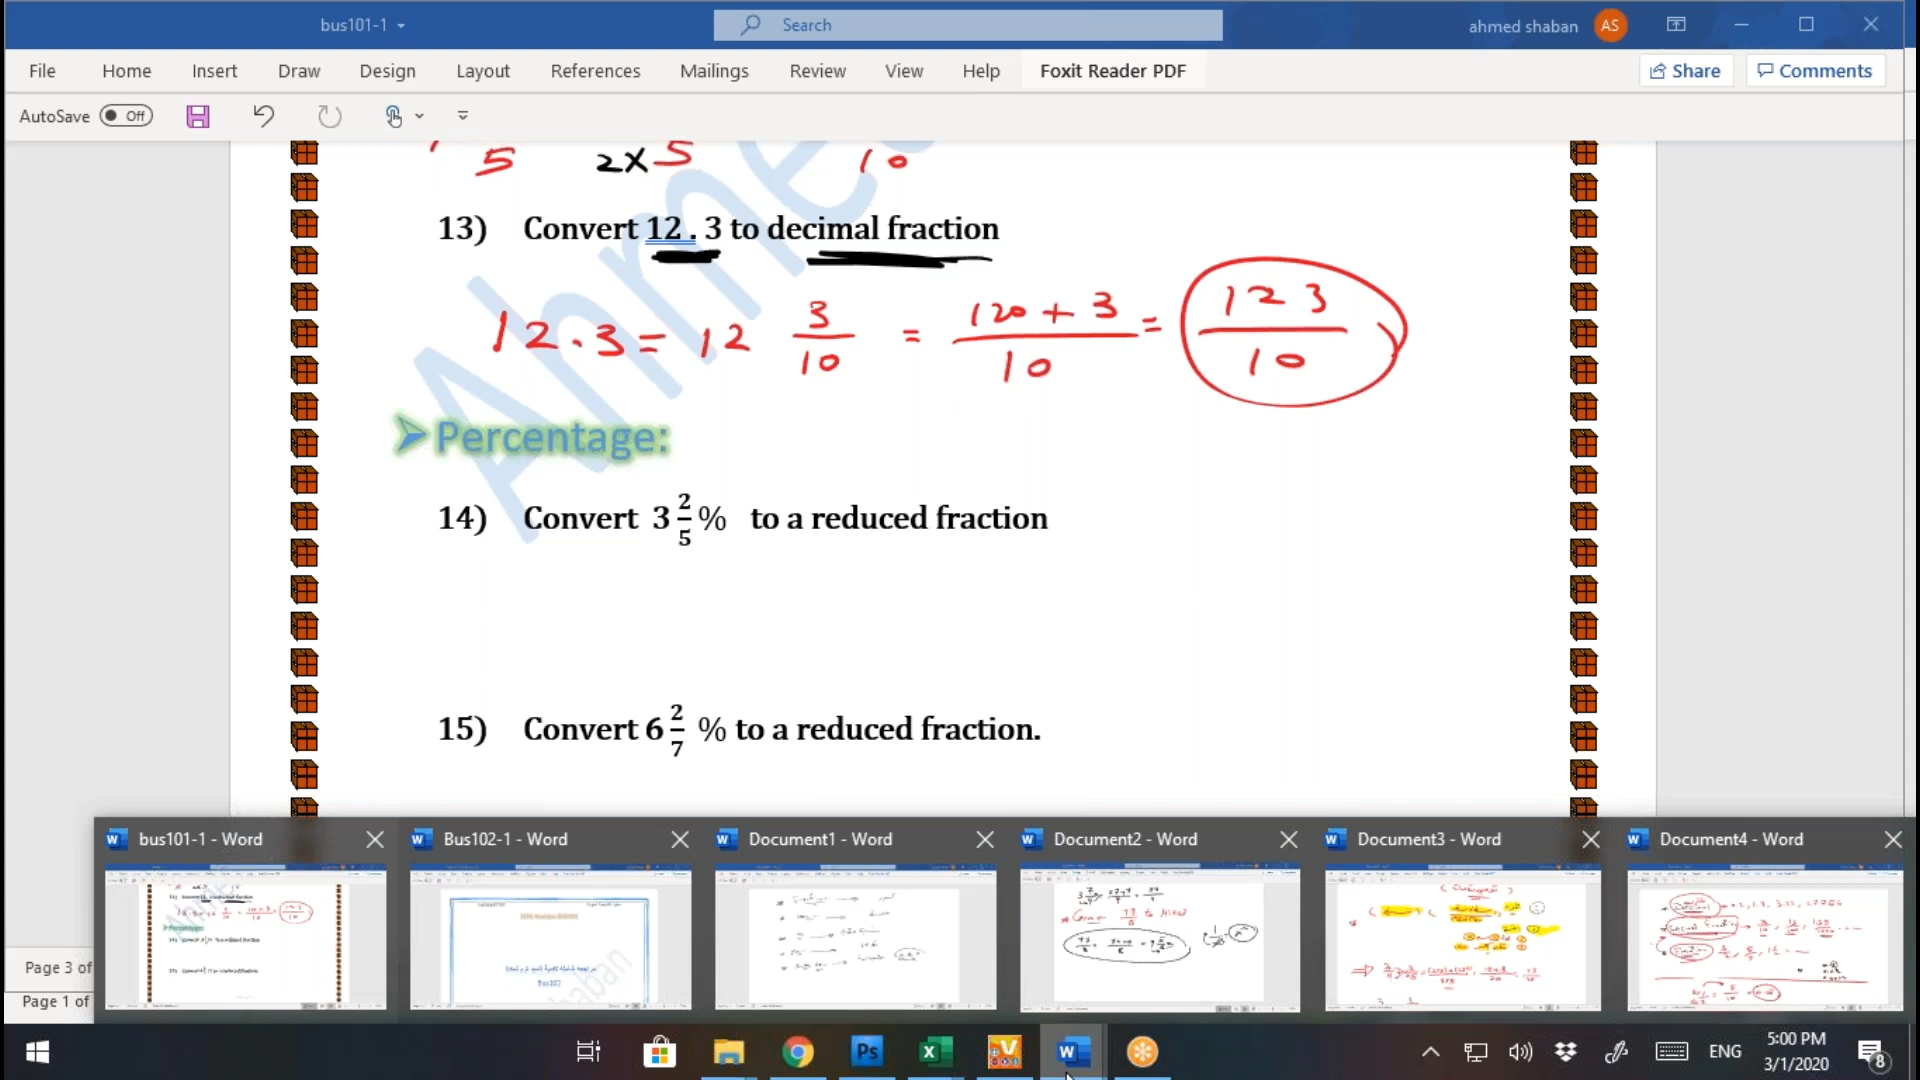 bus101-1
Search
ahmed shaban AS
File Home Insert Draw Design Layout References Mailings Review View Help Foxit Reader PDF Share Comments
AutoSave Off
5 2×5 10
13) Convert 12 . 3 to decimal fraction
12.3 = 12 3/10 = 120 + 3/10 = 123/10
Percentage:
14) Convert 3 2/5 % to a reduced fraction
15) Convert 6 2/7 % to a reduced fraction.
Ahme
bus101-1 - Word Bus102-1 - Word Document1 - Word Document2 - Word Document3 - Word Document4 - Word
Page 3 of
Page 1 of
ENG
5:00 PM
3/1/2020
8